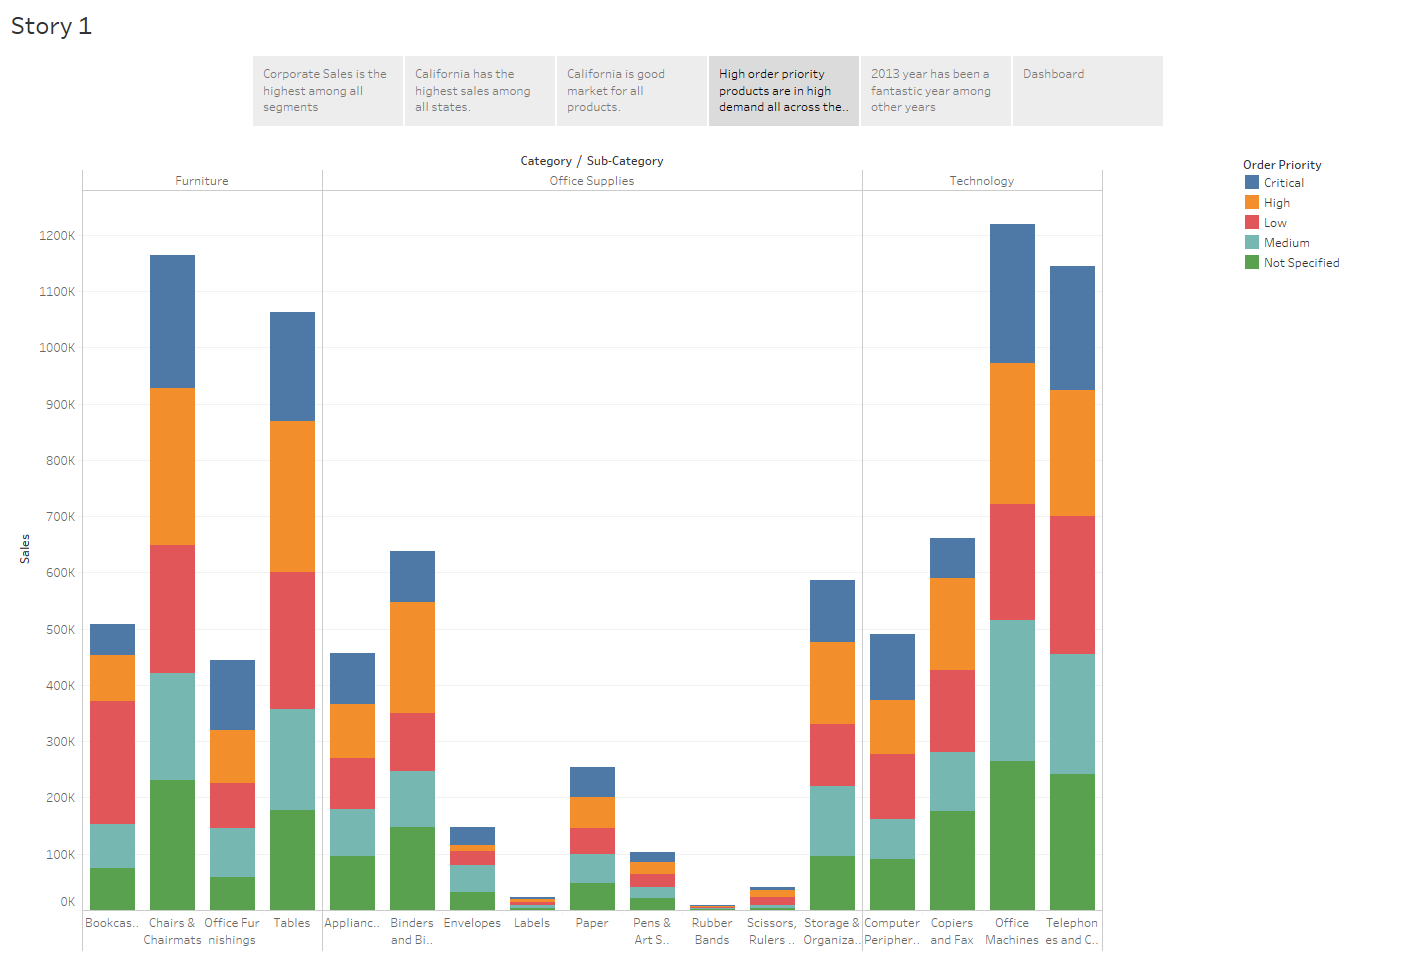 Story 1
Corporate Sales is the
highest among all
segments
California has the
highest sales among
all states.
California is good
market for all
products.
High order priority
products are in high
demand all across the..
2013 year has been a
fantastic year among
other years
Dashboard
Category / Sub-Category
Furniture
Office Supplies
Technology
Order Priority
Critical
High
Low
Medium
Not Specified
Sales
1200K
1100K
1000K
900K
800K
700K
600K
500K
400K
300K
200K
100K
0K
Bookcas..
Chairs &
Chairmats
Office Fur
nishings
Tables
Applianc..
Binders
and Bi..
Envelopes
Labels
Paper
Pens &
Art S..
Rubber
Bands
Scissors,
Rulers ..
Storage &
Organiza..
Computer
Peripher..
Copiers
and Fax
Office
Machines
Telephon
es and C..